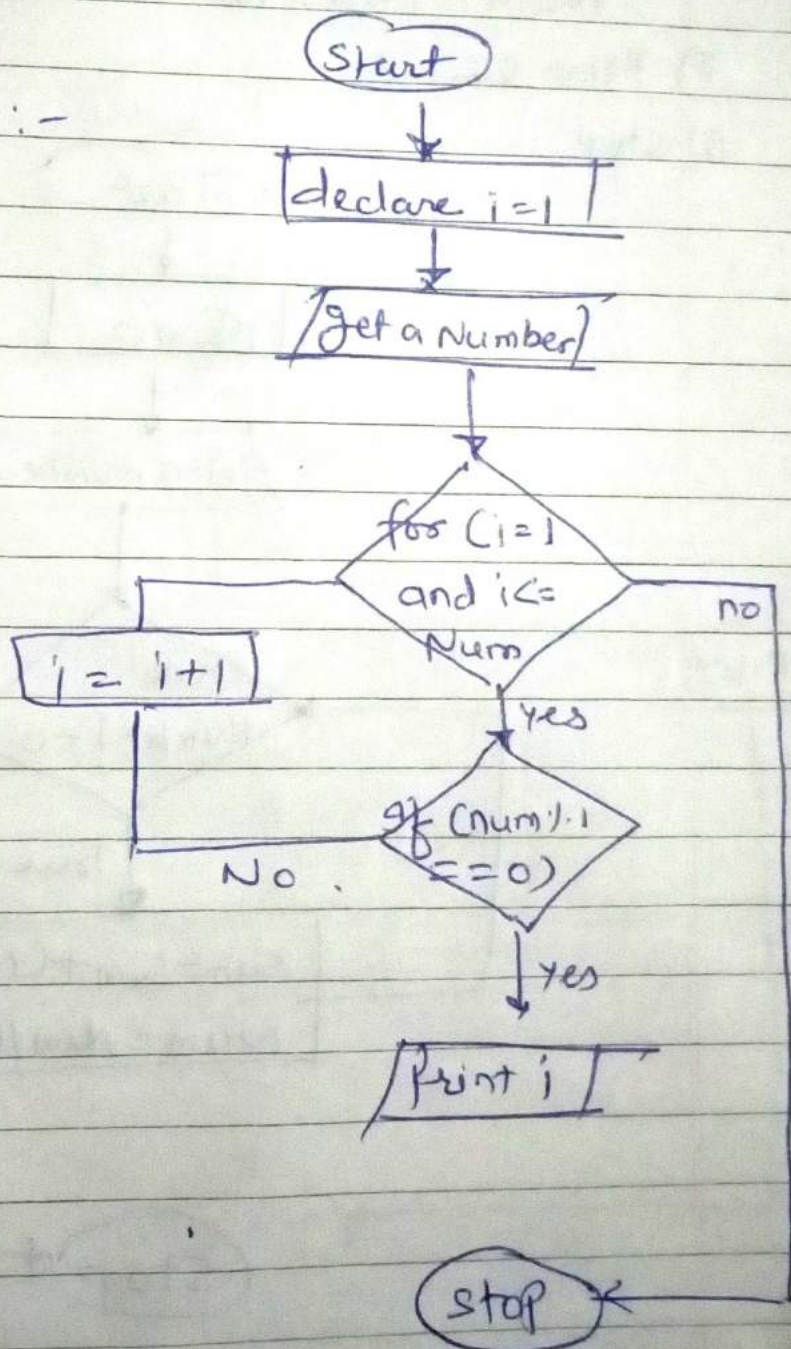 Start
:-
declare i=1
get a Number
for (i=1
and i<=
Num
no
i = i+1
yes
if (num%i
==0)
No.
yes
Print i
stop